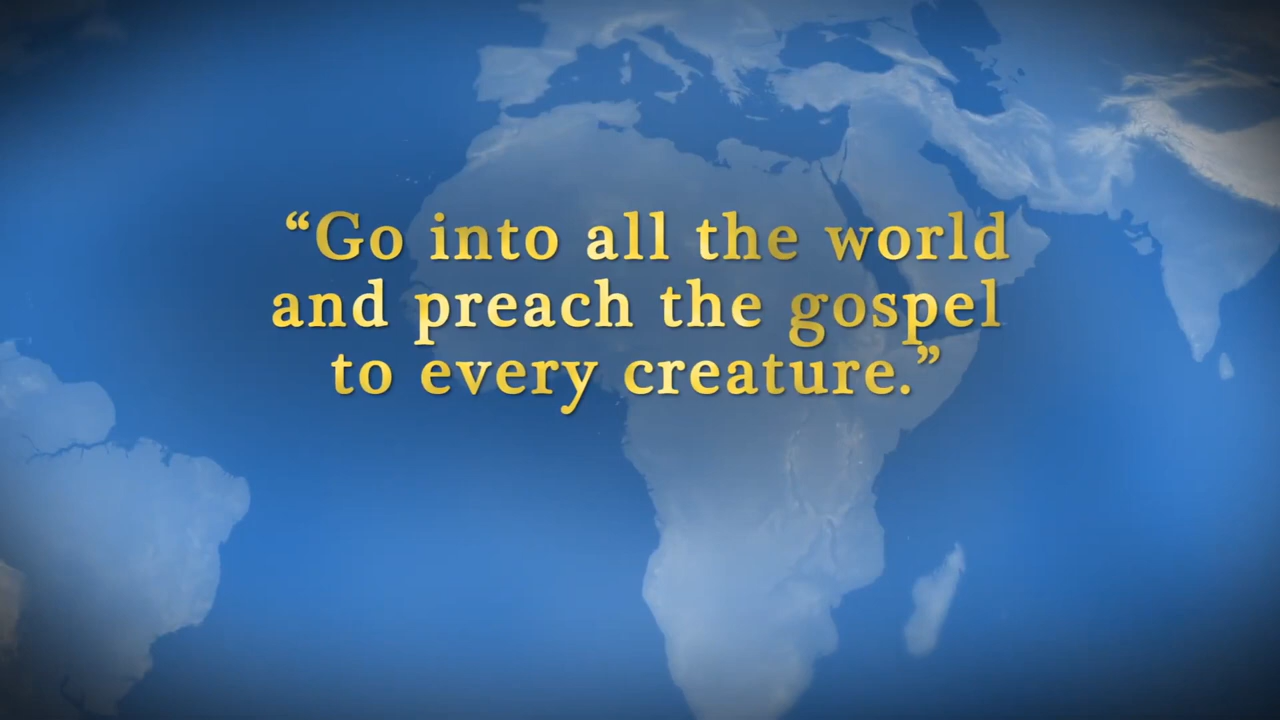 “Go into all the world
and preach the gospel
to every creature.”